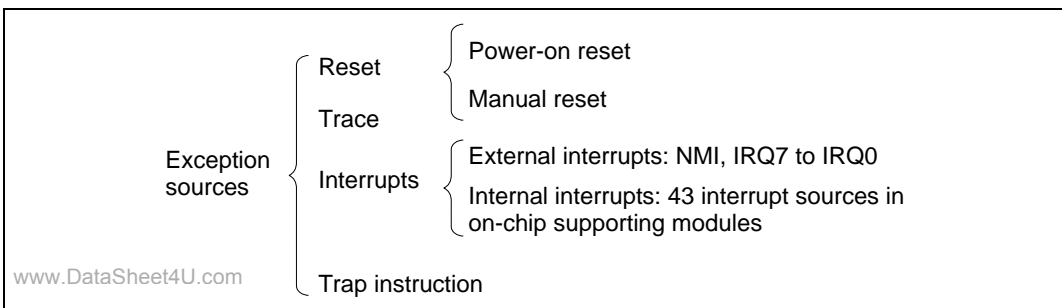 Exception
sources
Reset
Power-on reset
Manual reset
Trace
Interrupts
External interrupts: NMI, IRQ7 to IRQ0
Internal interrupts: 43 interrupt sources in
on-chip supporting modules
Trap instruction
www.DataSheet4U.com